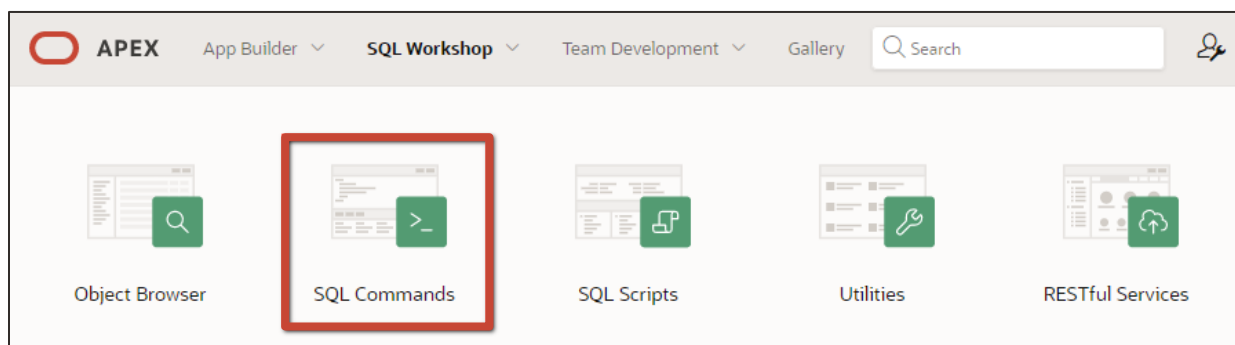 APEX App Builder SQL Workshop Team Development Gallery Search
Object Browser SQL Commands SQL Scripts Utilities RESTful Services